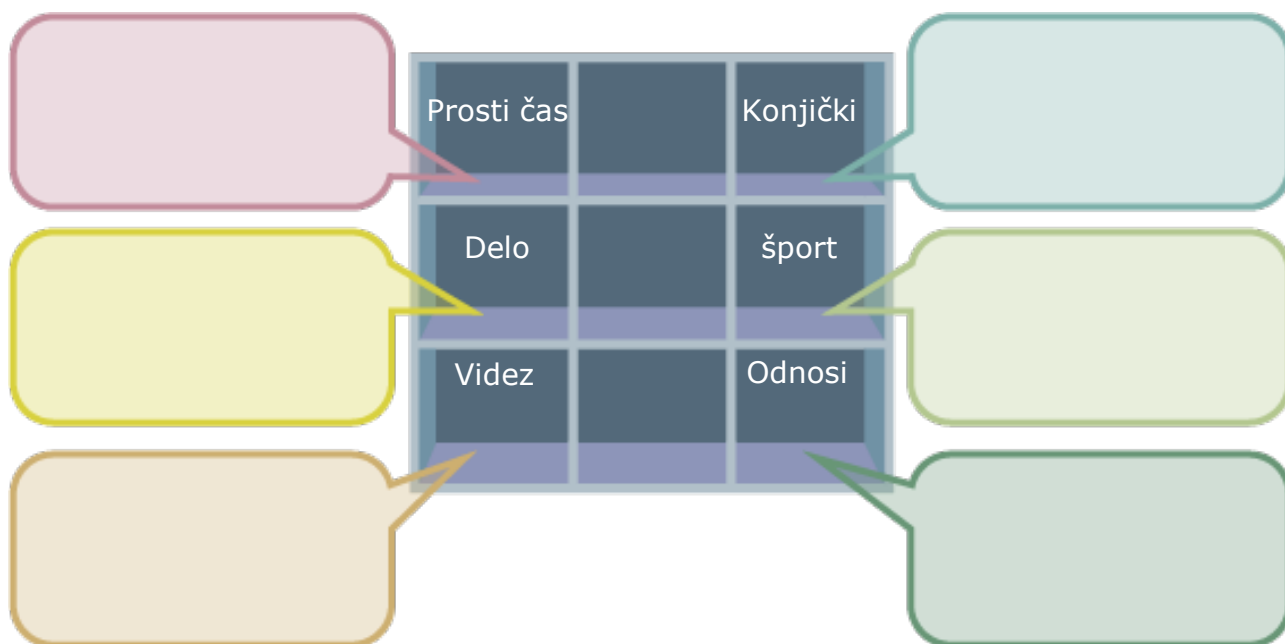 Prosti čas
Konjički
Delo
šport
Videz
Odnosi